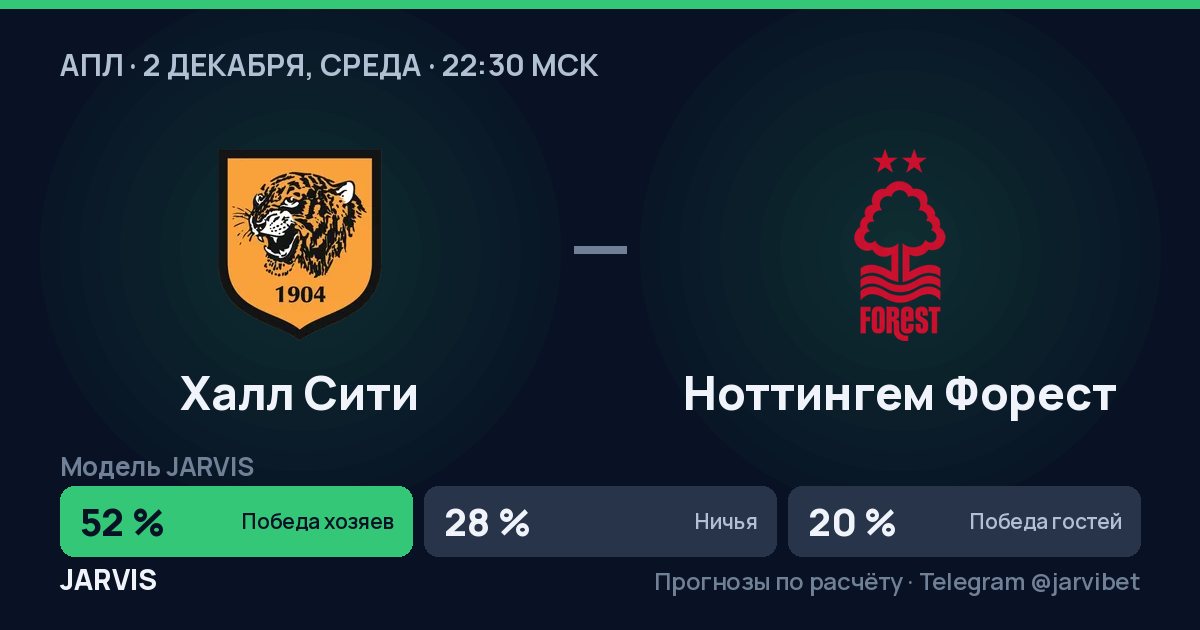 АПЛ · 2 ДЕКАБРЯ, СРЕДА · 22:30 МСК
1904
FOREST
Халл Сити
Ноттингем Форест
Модель JARVIS
52 % Победа хозяев
28 % Ничья
20 % Победа гостей
JARVIS
Прогнозы по расчёту · Telegram @jarvibet